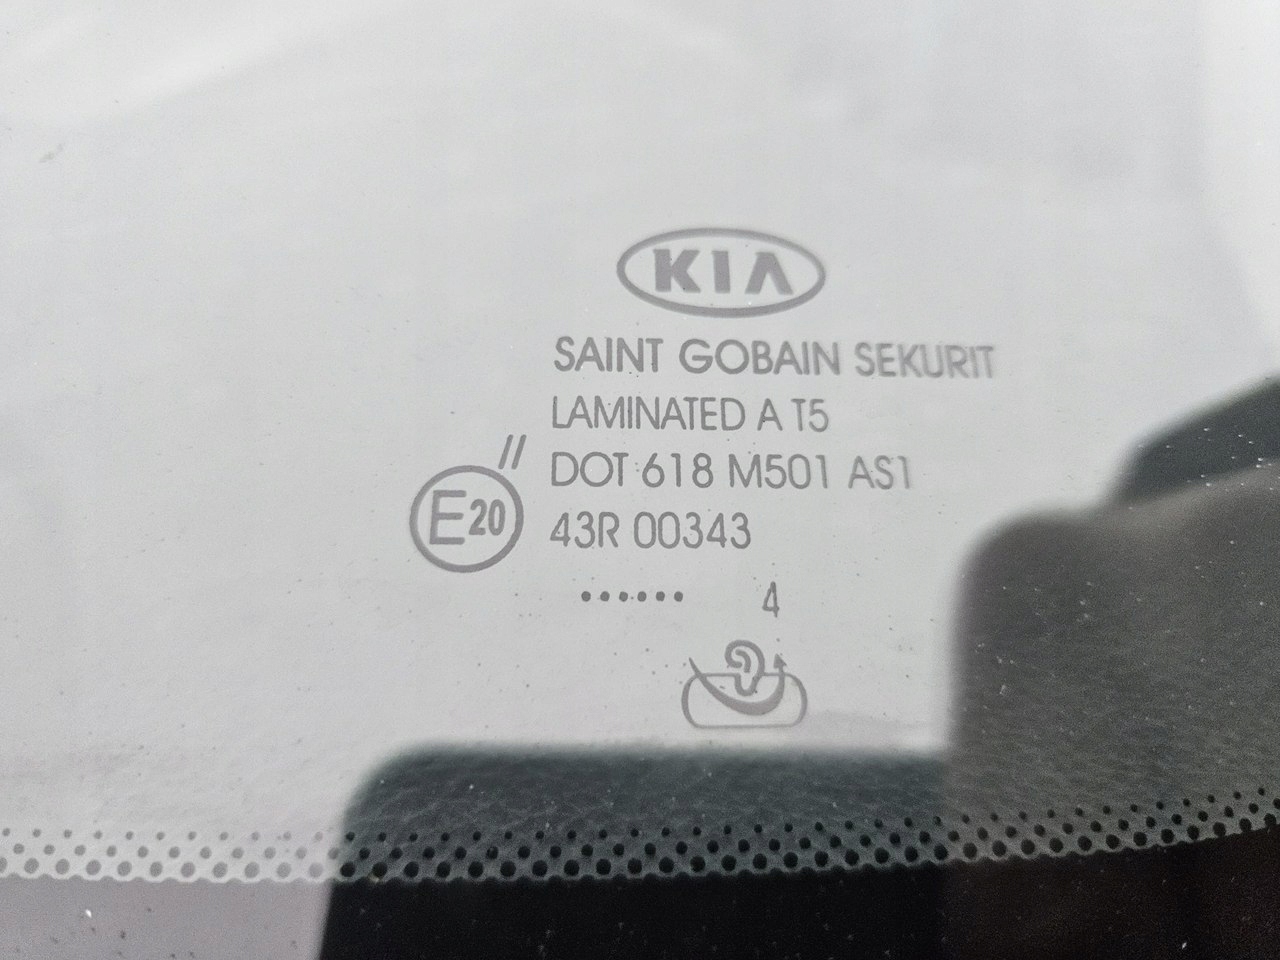 KIA
SAINT GOBAIN SEKURIT
LAMINATED A T5
//
DOT 618 M501 AS1
E20
43R 00343
...... 4